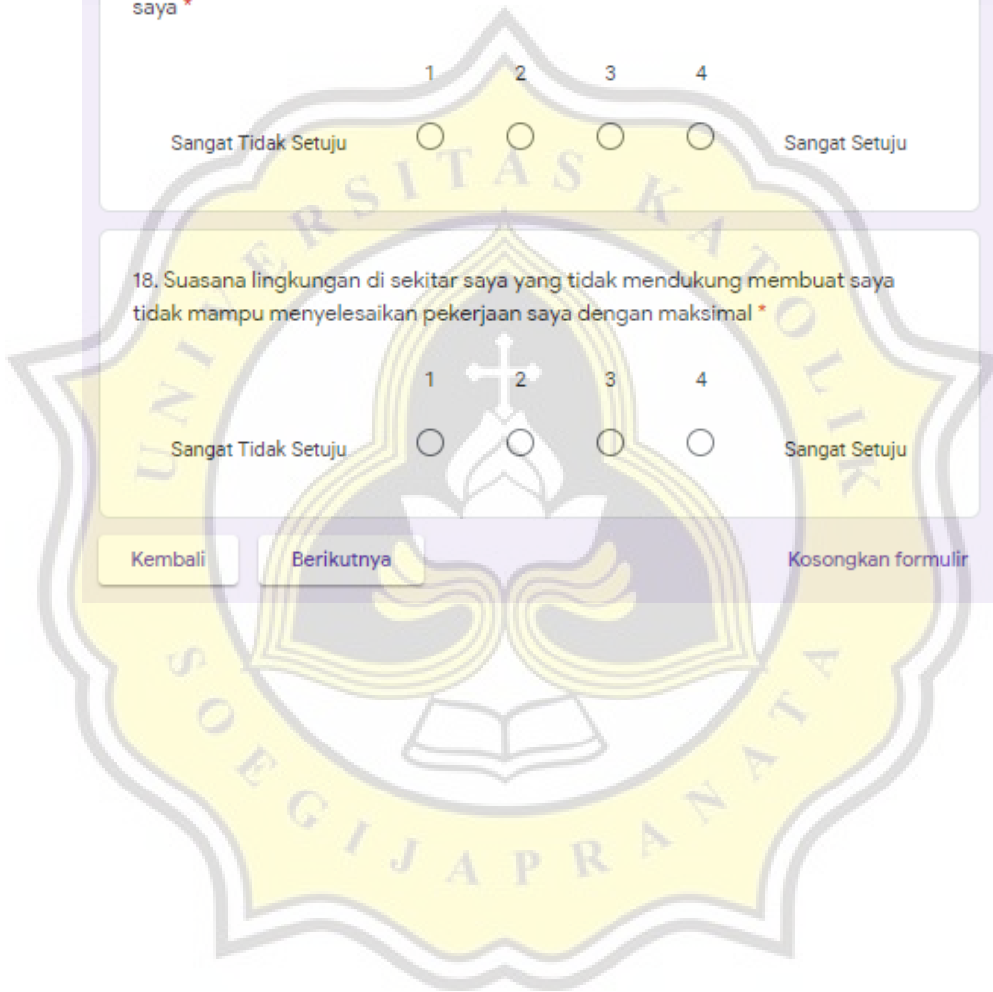 saya *
1 2 3 4
Sangat Tidak Setuju Sangat Setuju
18. Suasana lingkungan di sekitar saya yang tidak mendukung membuat saya
tidak mampu menyelesaikan pekerjaan saya dengan maksimal *
1 2 3 4
Sangat Tidak Setuju Sangat Setuju
Kembali Berikutnya Kosongkan formulir
UNIVERSITAS KATOLIK
SOEGIJAPRANATA